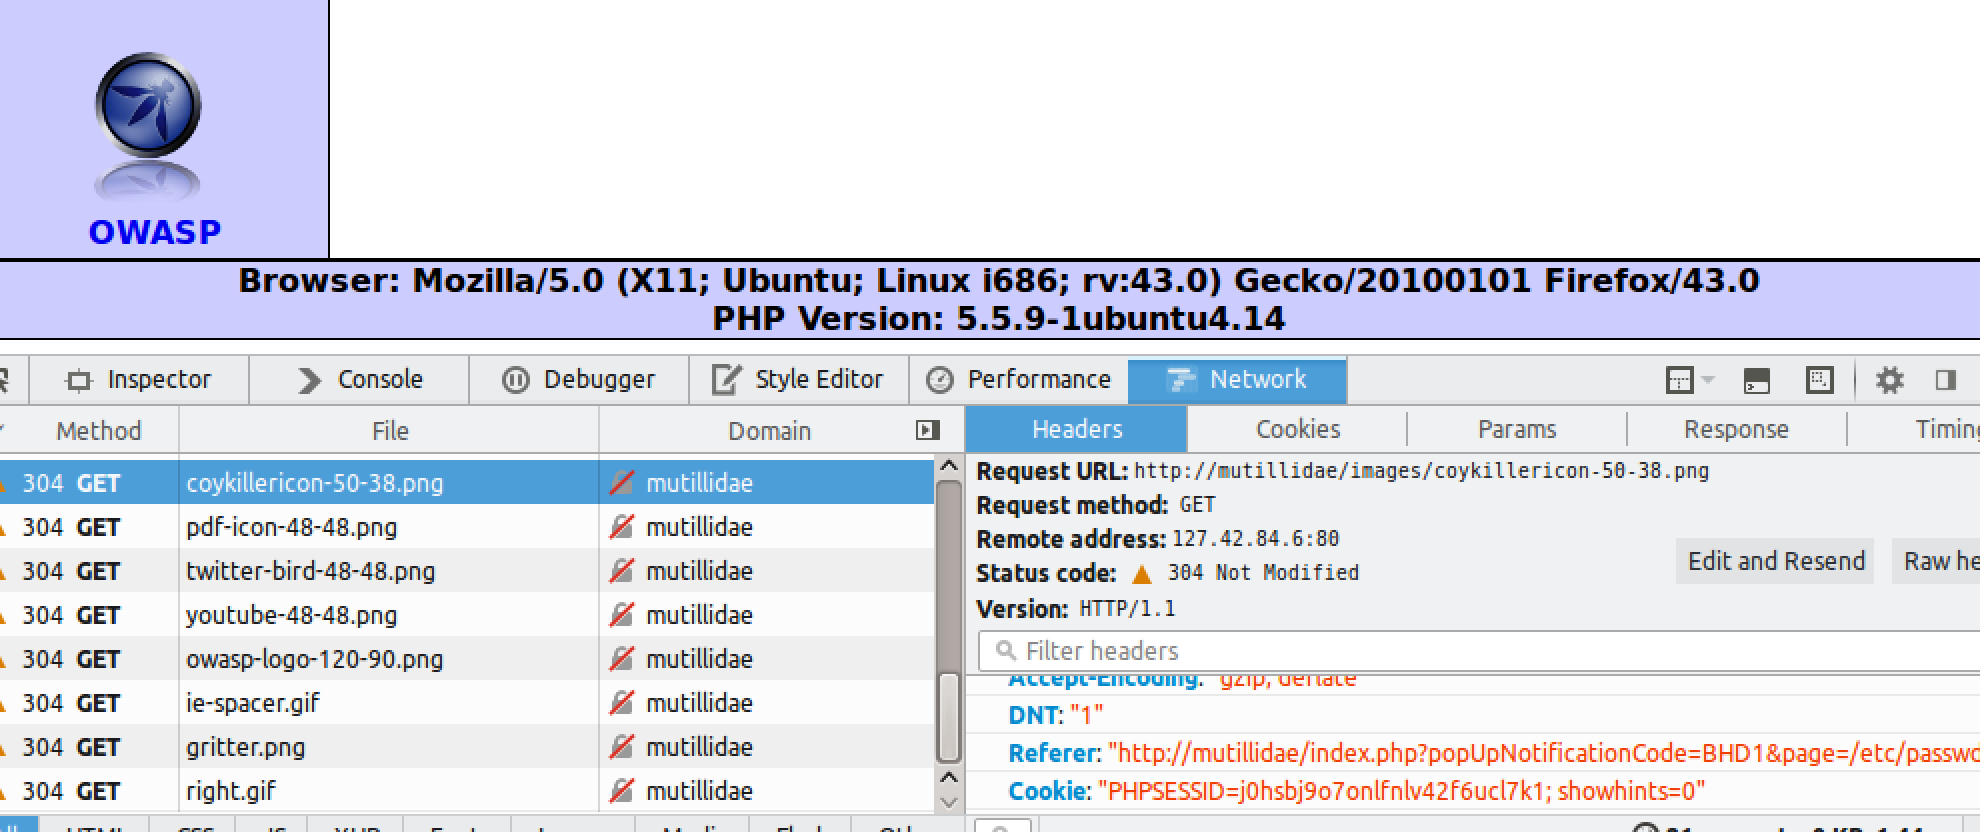 OWASP
Browser: Mozilla/5.0 (X11; Ubuntu; Linux i686; rv:43.0) Gecko/20100101 Firefox/43.0
PHP Version: 5.5.9-1ubuntu4.14
Inspector Console Debugger Style Editor Performance Network
Method File Domain
304 GET coykillericon-50-38.png mutillidae
304 GET pdf-icon-48-48.png mutillidae
304 GET twitter-bird-48-48.png mutillidae
304 GET youtube-48-48.png mutillidae
304 GET owasp-logo-120-90.png mutillidae
304 GET ie-spacer.gif mutillidae
304 GET gritter.png mutillidae
304 GET right.gif mutillidae
Headers Cookies Params Response Timing
Request URL: http://mutillidae/images/coykillericon-50-38.png
Request method: GET
Remote address: 127.42.84.6:80
Status code: 304 Not Modified
Edit and Resend Raw he
Version: HTTP/1.1
Filter headers
Accept-Encoding: "gzip, deflate"
DNT: "1"
Referer: "http://mutillidae/index.php?popUpNotificationCode=BHD1&page=/etc/passwd
Cookie: "PHPSESSID=j0hsbj9o7onlfnlv42f6ucl7k1; showhints=0"
HTML CSS JS XHR